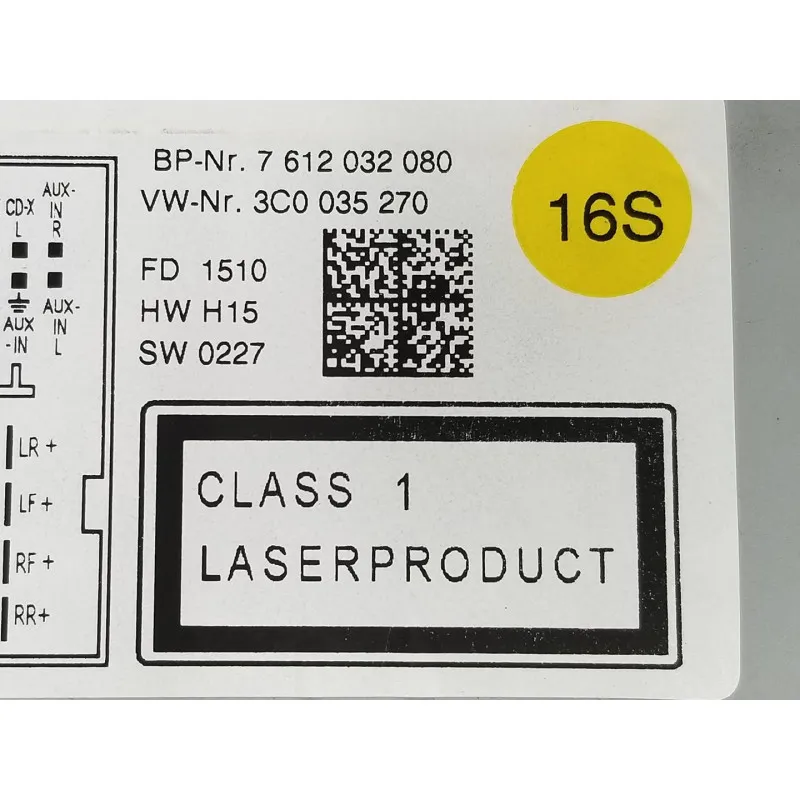 BP-Nr. 7 612 032 080
VW-Nr. 3C0 035 270
16S
FD 1510
HW H15
SW 0227
CD-X
L
AUX-
IN
R
AUX
-IN
AUX-
IN
L
LR +
LF +
RF +
RR+
CLASS 1
LASERPRODUCT